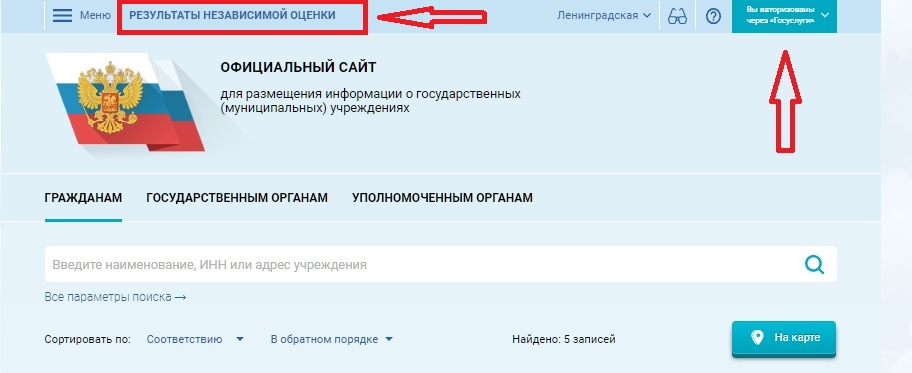 Меню РЕЗУЛЬТАТЫ НЕЗАВИСИМОЙ ОЦЕНКИ Ленинградская Вы авторизованы
через «Госуслуги»
ОФИЦИАЛЬНЫЙ САЙТ
для размещения информации о государственных
(муниципальных) учреждениях
ГРАЖДАНАМ ГОСУДАРСТВЕННЫМ ОРГАНАМ УПОЛНОМОЧЕННЫМ ОРГАНАМ
Введите наименование, ИНН или адрес учреждения
Все параметры поиска →
Сортировать по: Соответствию В обратном порядке Найдено: 5 записей На карте